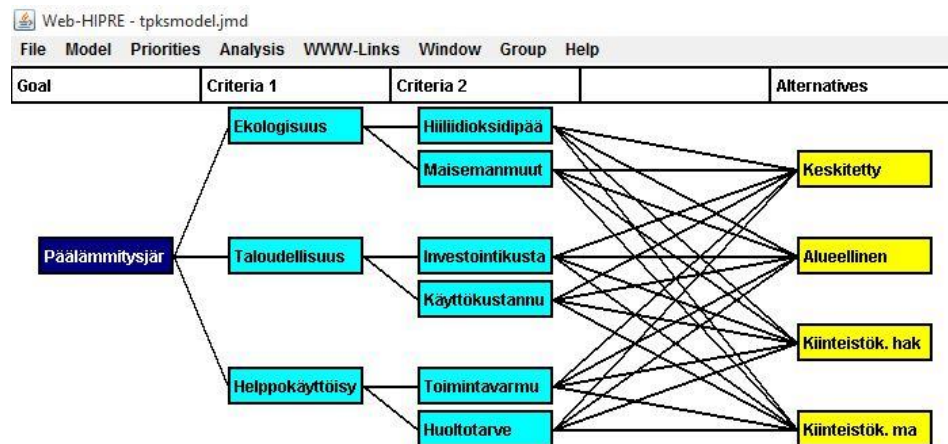 Web-HIPRE - tpksmodel.jmd
File Model Priorities Analysis WWW-Links Window Group Help
Goal Criteria 1 Criteria 2 Alternatives
Ekologisuus Hiiliidioksidipää
Maisemanmuut Keskitetty
Päälämmitysjär Taloudellisuus Investointikusta Alueellinen
Käyttökustannu
Kiinteistök. hak
Helppokäyttöisy Toimintavarmu
Huoltotarve Kiinteistök. ma